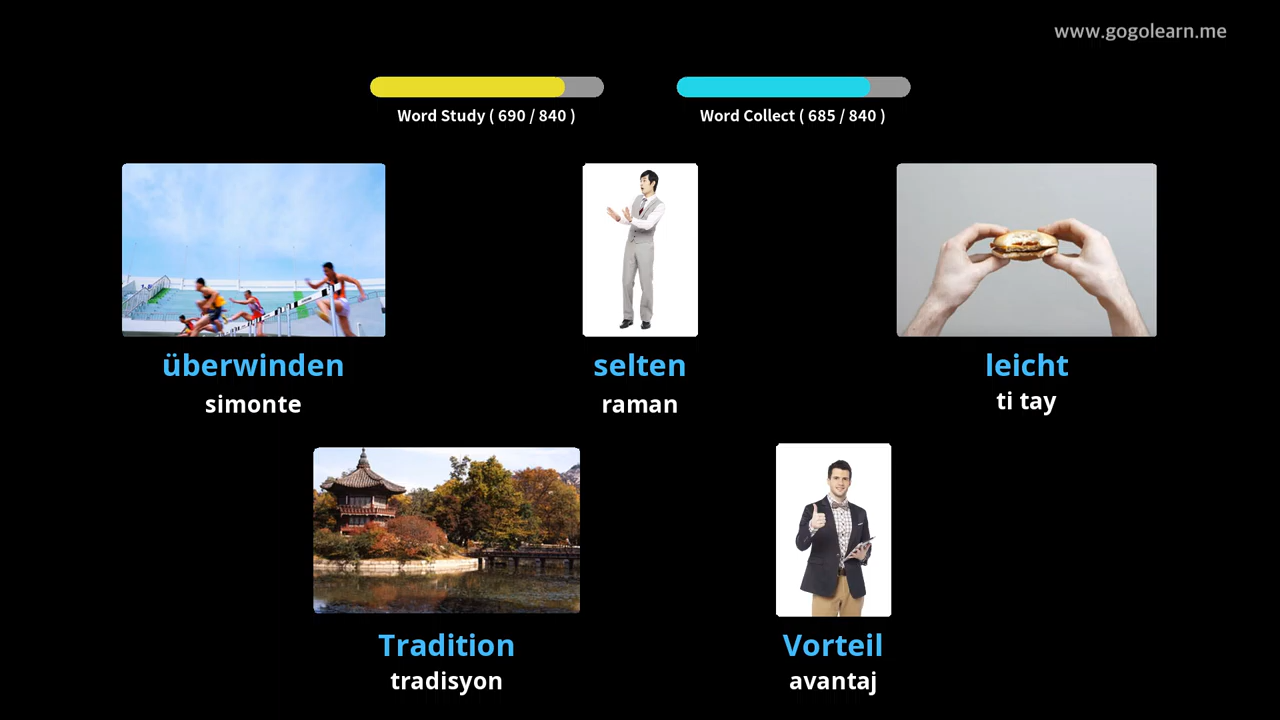 www.gogolearn.me
Word Study ( 690 / 840 )
Word Collect ( 685 / 840 )
überwinden
simonte
selten
raman
leicht
ti tay
Tradition
tradisyon
Vorteil
avantaj